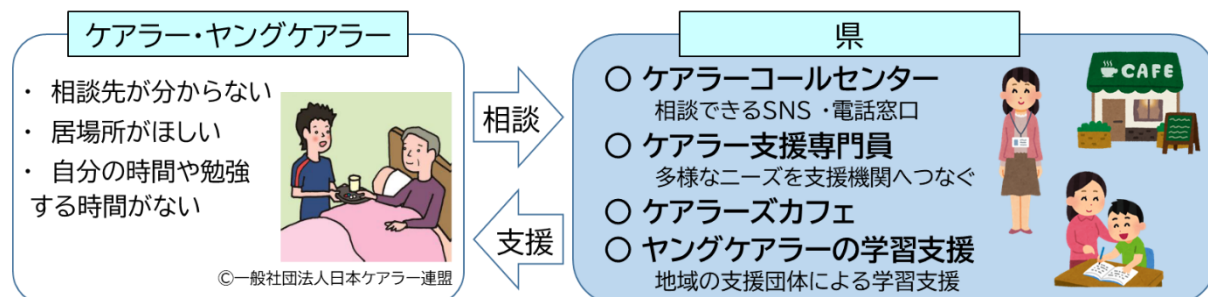 ケアラー・ヤングケアラー
・ 相談先が分からない
・ 居場所がほしい
・ 自分の時間や勉強
する時間がない
©一般社団法人日本ケアラー連盟
相談
支援
県
○ ケアラーコールセンター
相談できるSNS・電話窓口
○ ケアラー支援専門員
多様なニーズを支援機関へつなぐ
○ ケアラーズカフェ
○ ヤングケアラーの学習支援
地域の支援団体による学習支援
CAFE